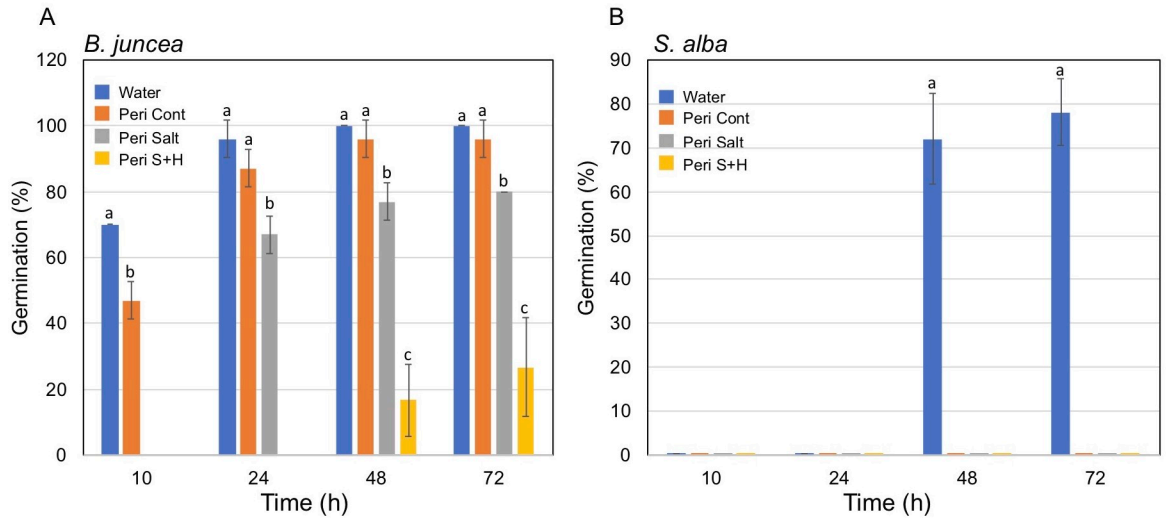 A
B. juncea
120
100
80
60
40
20
0
Germination (%)
Water
Peri Cont
Peri Salt
Peri S+H
a
b
a
a
b
a
a
b
c
a
a
b
c
10
24
48
72
Time (h)
B
S. alba
90
80
70
60
50
40
30
20
10
0
Germination (%)
Water
Peri Cont
Peri Salt
Peri S+H
a
a
10
24
48
72
Time (h)